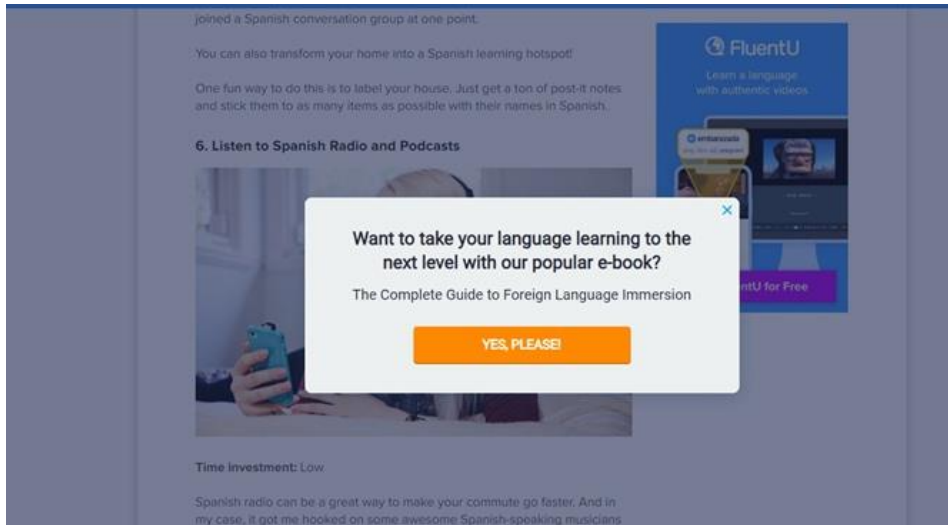 joined a Spanish conversation group at one point.
You can also transform your home into a Spanish learning hotspot!
One fun way to do this is to label your house. Just get a ton of post-it notes
and stick them to as many items as possible with their names in Spanish.
6. Listen to Spanish Radio and Podcasts
Want to take your language learning to the
next level with our popular e-book?
The Complete Guide to Foreign Language Immersion
YES, PLEASE!
Time investment: Low
Spanish radio can be a great way to make your commute go faster. And in
my case, it got me hooked on some awesome Spanish-speaking musicians
FluentU
Learn a language
with authentic videos
embarazada
ntU for Free